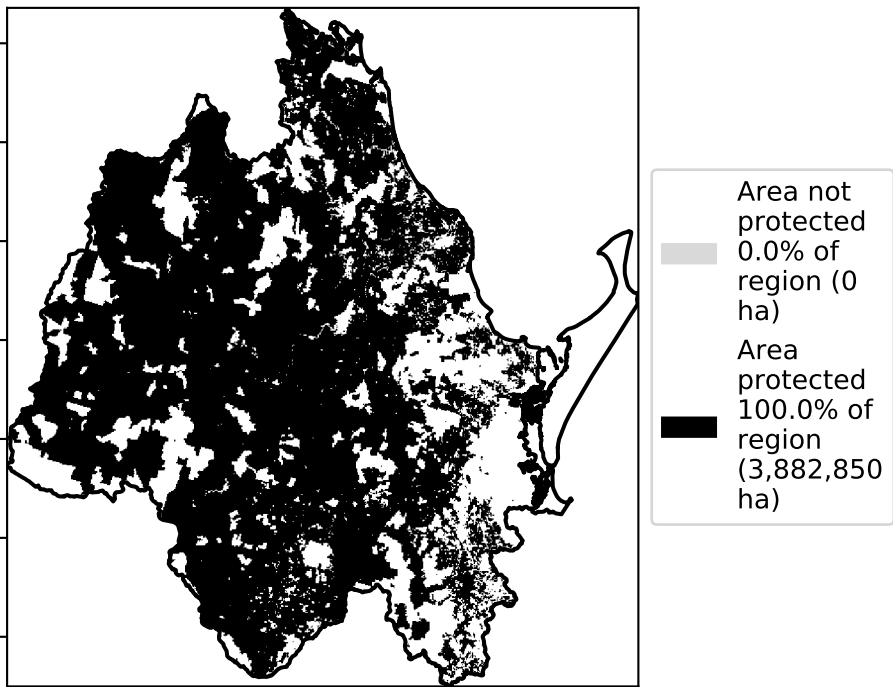 Area not
protected
0.0% of
region (0
ha)
Area
protected
100.0% of
region
(3,882,850
ha)